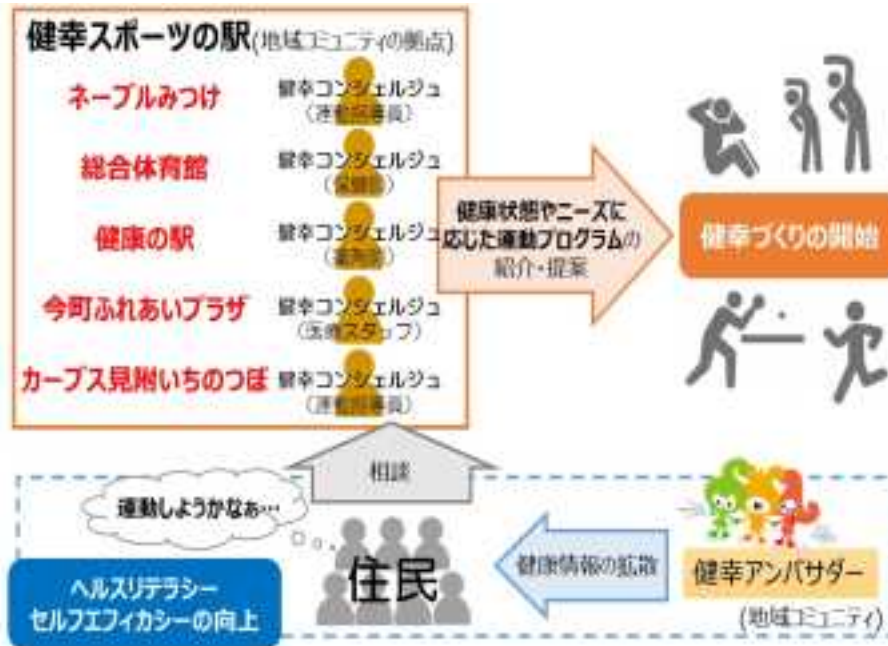 健幸スポーツの駅(地域コミュニティの拠点)
ネーブルみつけ
健幸コンシェルジュ
(運動指導員)
総合体育館
健幸コンシェルジュ
健康の駅
健幸コンシェルジュ
今町ふれあいプラザ
健幸コンシェルジュ
(医療スタッフ)
カーブス見附いちのつぼ
健幸コンシェルジュ
(運動指導員)
健康状態やニーズに
応じた運動プログラムの
紹介・提案
健幸づくりの開始
相談
運動しようかなぁ…
住民
ヘルスリテラシー
セルフエフィカシーの向上
健康情報の拡散
健幸アンバサダー
(地域コミュニティ)